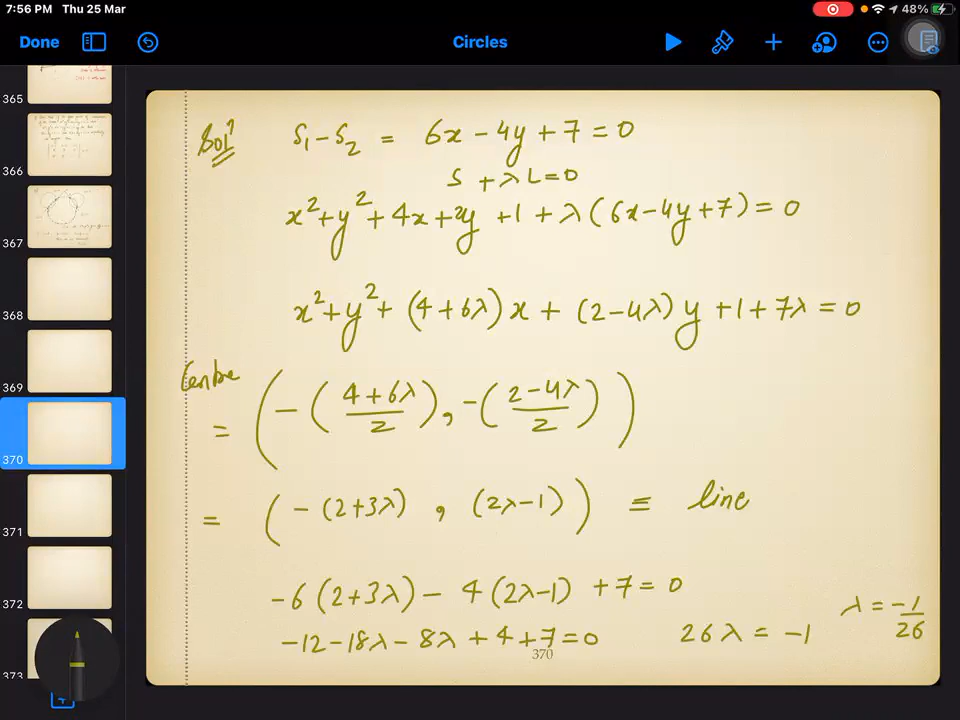 7:56 PM Thu 25 Mar
48%
Done
Circles
365
366
367
368
369
370
371
372
373
Solⁿ S₁ - S₂ = 6x - 4y + 7 = 0
S + λL = 0
x² + y² + 4x + 2y + 1 + λ(6x - 4y + 7) = 0
x² + y² + (4 + 6λ)x + (2 - 4λ)y + 1 + 7λ = 0
Centre
= (-((4 + 6λ)/2), -((2 - 4λ)/2))
= (-(2 + 3λ), (2λ - 1)) ≡ line
-6(2 + 3λ) - 4(2λ - 1) + 7 = 0
-12 - 18λ - 8λ + 4 + 7 = 0 26λ = -1 λ = -1/26
370